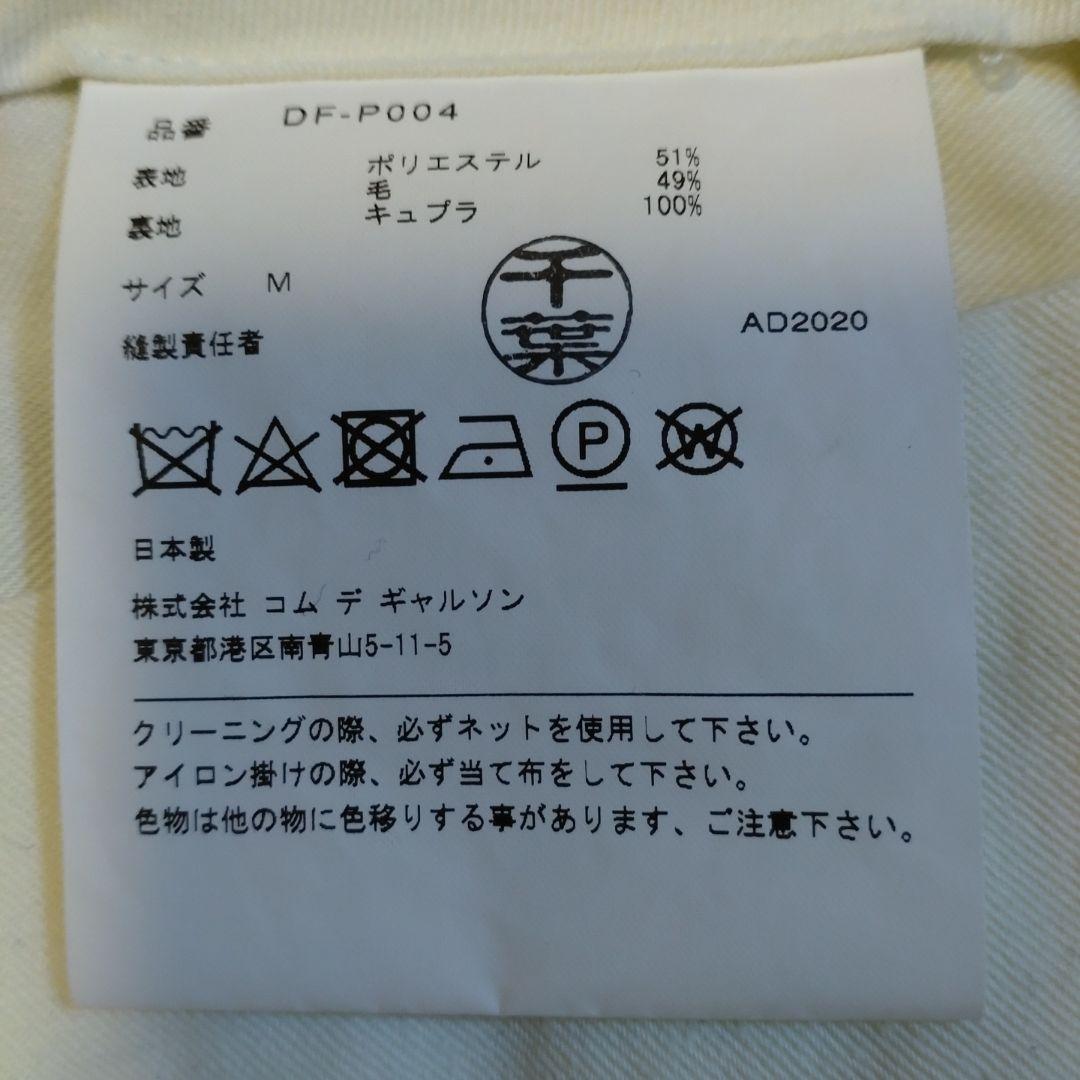 品番 DF-P004
表地 ポリエステル 51%
毛 49%
裏地 キュプラ 100%
サイズ M
縫製責任者 千葉 AD2020
P W
日本製
株式会社 コム デ ギャルソン
東京都港区南青山5-11-5
クリーニングの際、必ずネットを使用して下さい。
アイロン掛けの際、必ず当て布をして下さい。
色物は他の物に色移りする事があります、ご注意下さい。